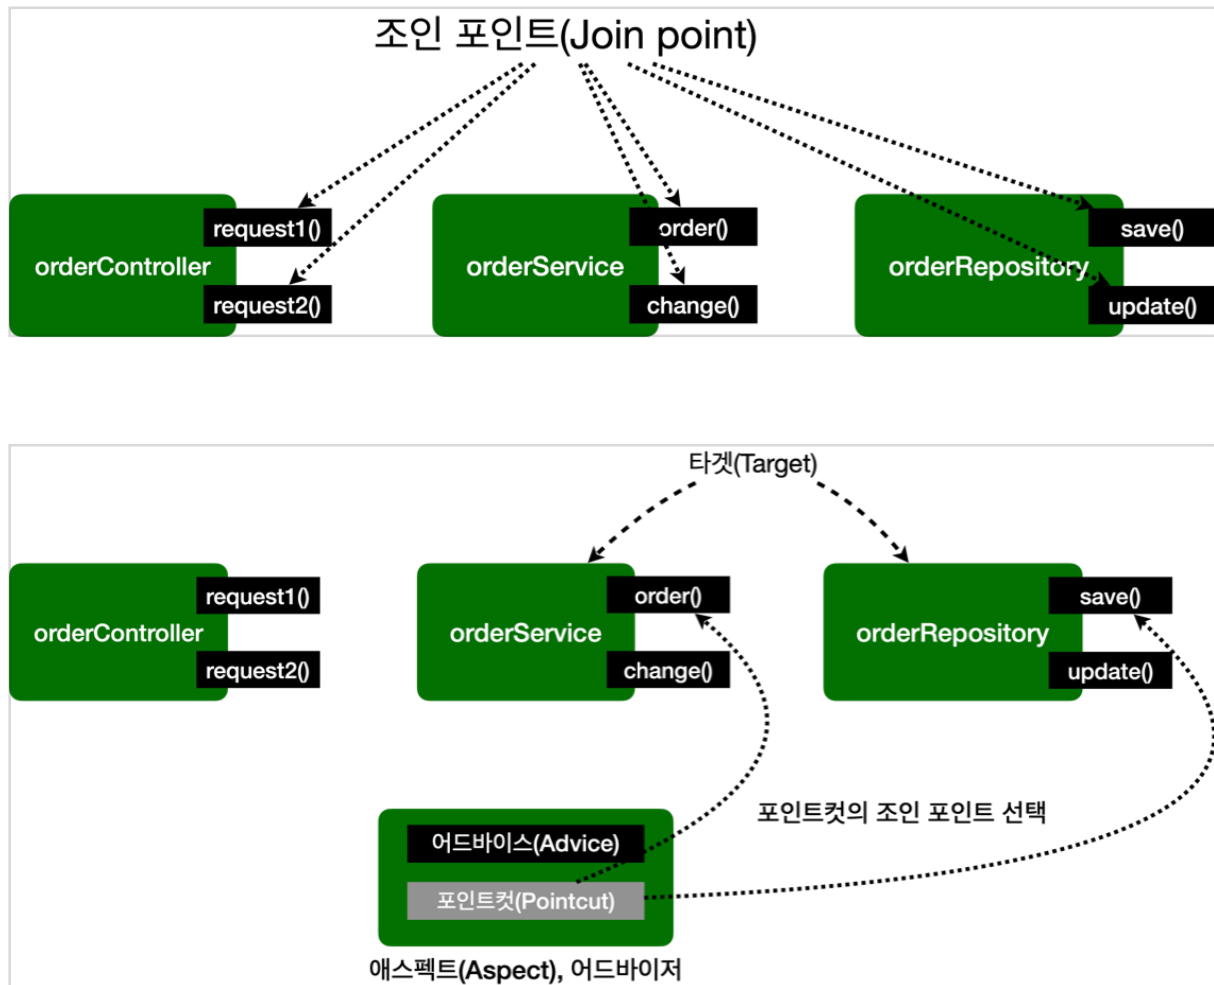 조인 포인트(Join point)
request1()
order()
save()
orderController
orderService
orderRepository
request2()
change()
update()
타겟(Target)
request1()
order()
save()
orderController
orderService
orderRepository
request2()
change()
update()
포인트컷의 조인 포인트 선택
어드바이스(Advice)
포인트컷(Pointcut)
애스펙트(Aspect), 어드바이저